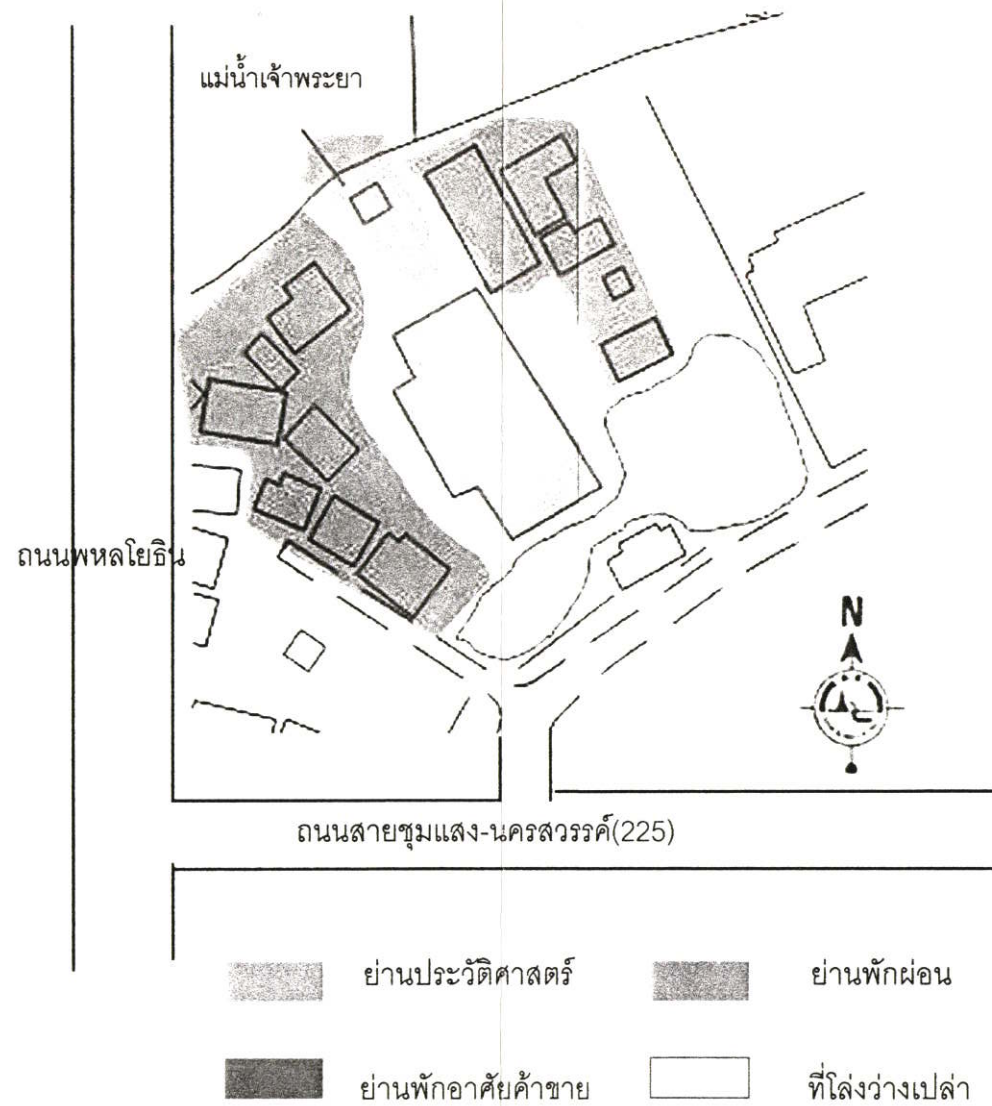 แม่น้ำเจ้าพระยา
ถนนพหลโยธิน
N
ถนนสายชุมแสง-นครสวรรค์(225)
ย่านประวัติศาสตร์
ย่านพักผ่อน
ย่านพักอาศัยค้าขาย
ที่โล่งว่างเปล่า